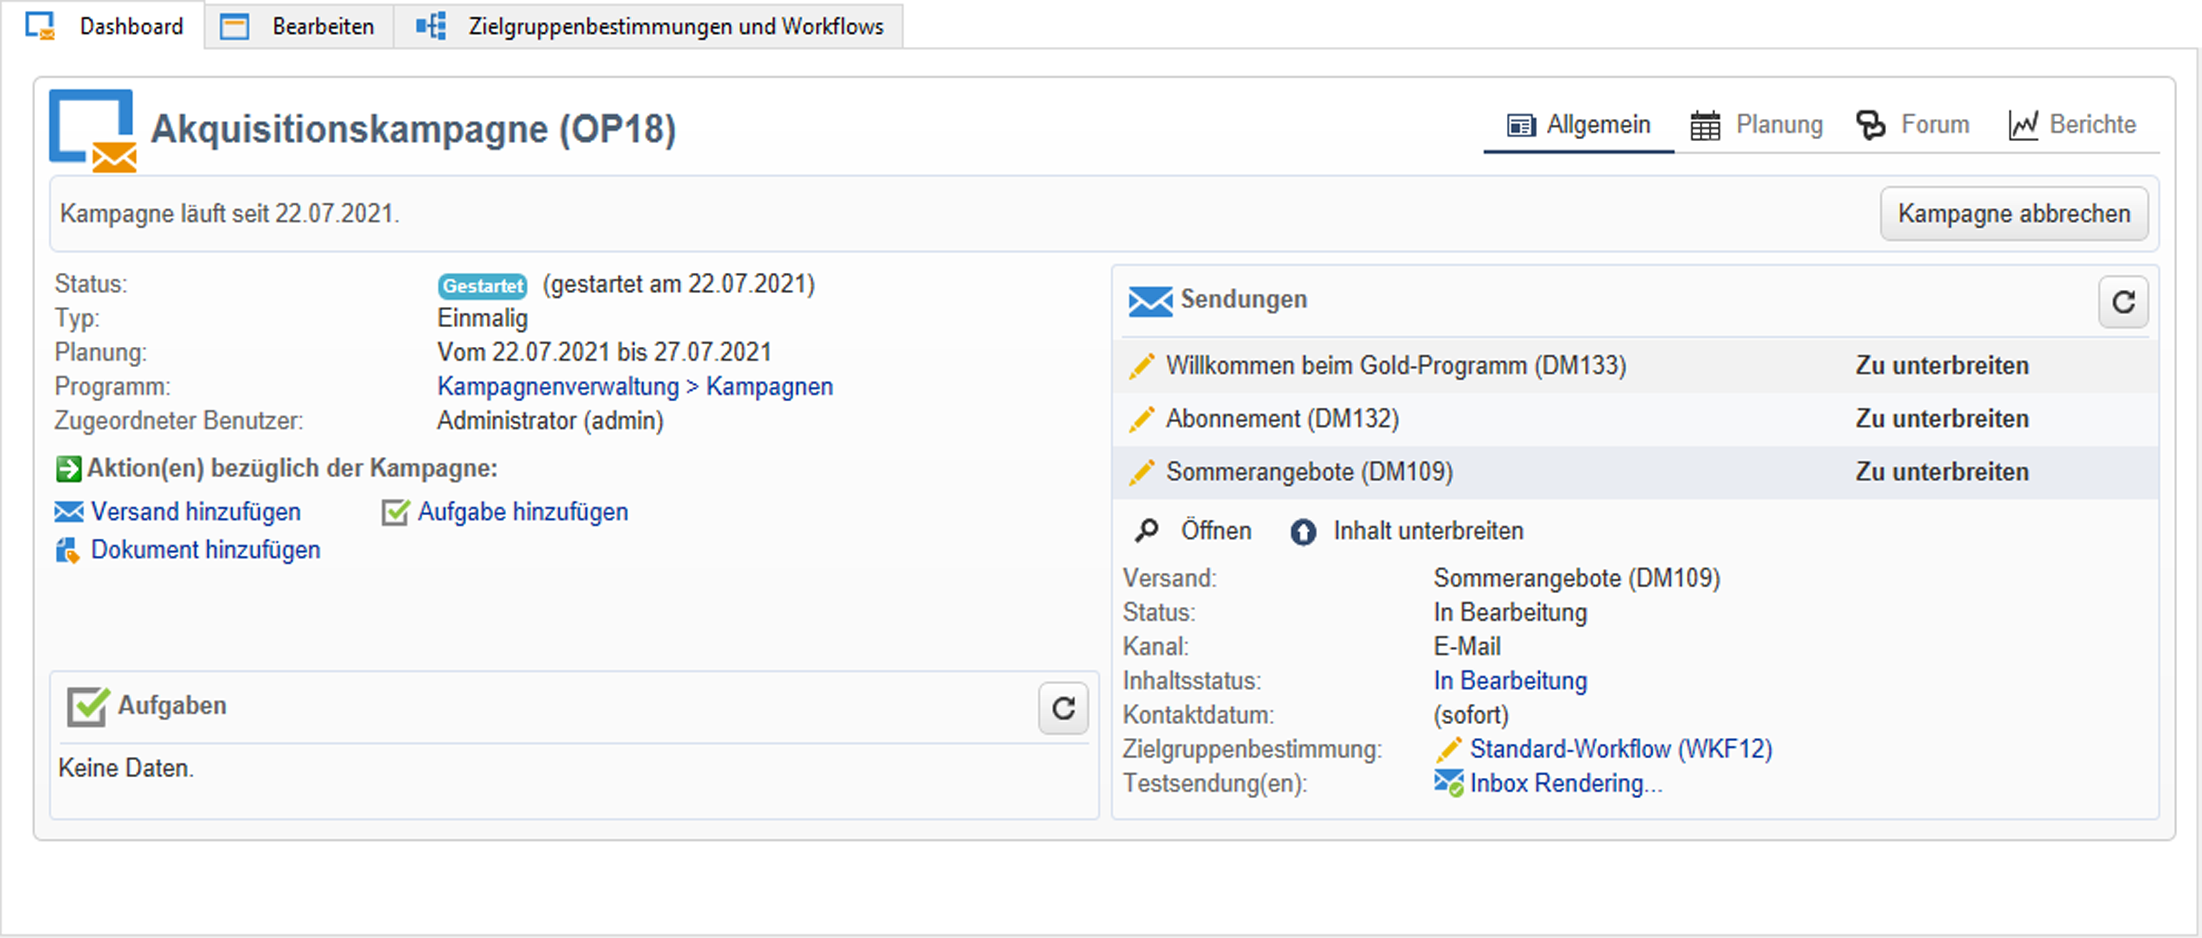 Dashboard
Bearbeiten
Zielgruppenbestimmungen und Workflows
Akquisitionskampagne (OP18)
Allgemein
Planung
Forum
Berichte
Kampagne läuft seit 22.07.2021.
Kampagne abbrechen
Status: Gestartet (gestartet am 22.07.2021)
Typ: Einmalig
Planung: Vom 22.07.2021 bis 27.07.2021
Programm: Kampagnenverwaltung > Kampagnen
Zugeordneter Benutzer: Administrator (admin)
Aktion(en) bezüglich der Kampagne:
Versand hinzufügen
Aufgabe hinzufügen
Dokument hinzufügen
Aufgaben
Keine Daten.
Sendungen
Willkommen beim Gold-Programm (DM133) Zu unterbreiten
Abonnement (DM132) Zu unterbreiten
Sommerangebote (DM109) Zu unterbreiten
Öffnen
Inhalt unterbreiten
Versand: Sommerangebote (DM109)
Status: In Bearbeitung
Kanal: E-Mail
Inhaltsstatus: In Bearbeitung
Kontaktdatum: (sofort)
Zielgruppenbestimmung: Standard-Workflow (WKF12)
Testsendung(en): Inbox Rendering...